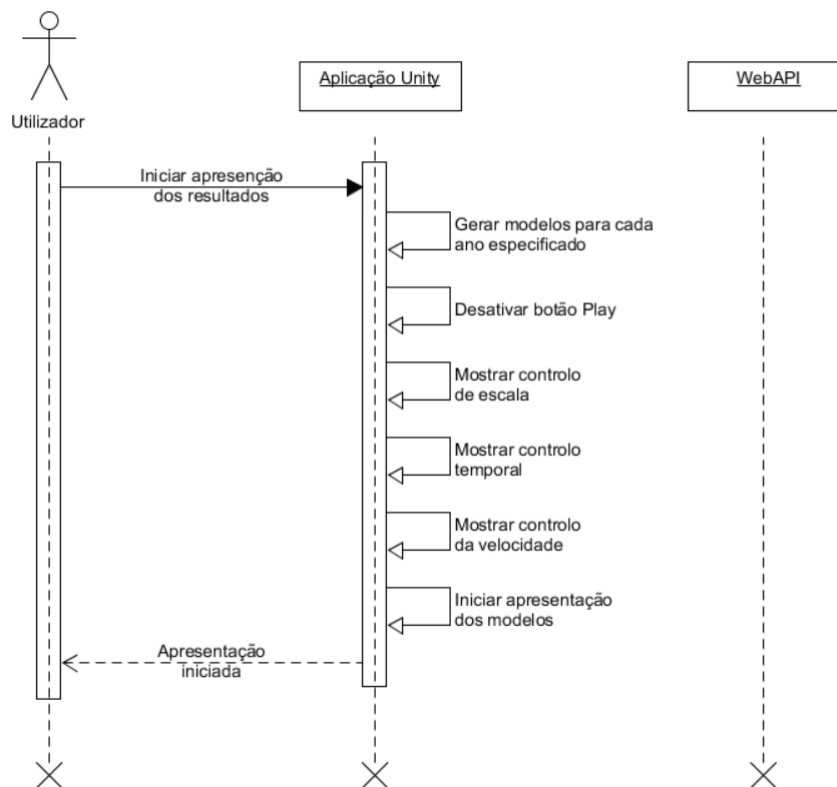 Utilizador
Aplicação Unity
WebAPI
Iniciar apresenção
dos resultados
Gerar modelos para cada
ano especificado
Desativar botão Play
Mostrar controlo
de escala
Mostrar controlo
temporal
Mostrar controlo
da velocidade
Iniciar apresentação
dos modelos
Apresentação
iniciada